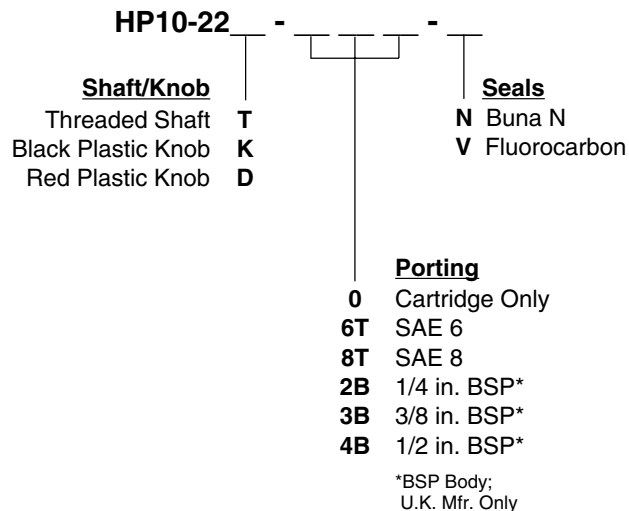 HP10-22__ - __ __ __ - __
Shaft/Knob
Threaded Shaft T
Black Plastic Knob K
Red Plastic Knob D
Seals
N Buna N
V Fluorocarbon
Porting
0 Cartridge Only
6T SAE 6
8T SAE 8
2B 1/4 in. BSP*
3B 3/8 in. BSP*
4B 1/2 in. BSP*
*BSP Body;
U.K. Mfr. Only